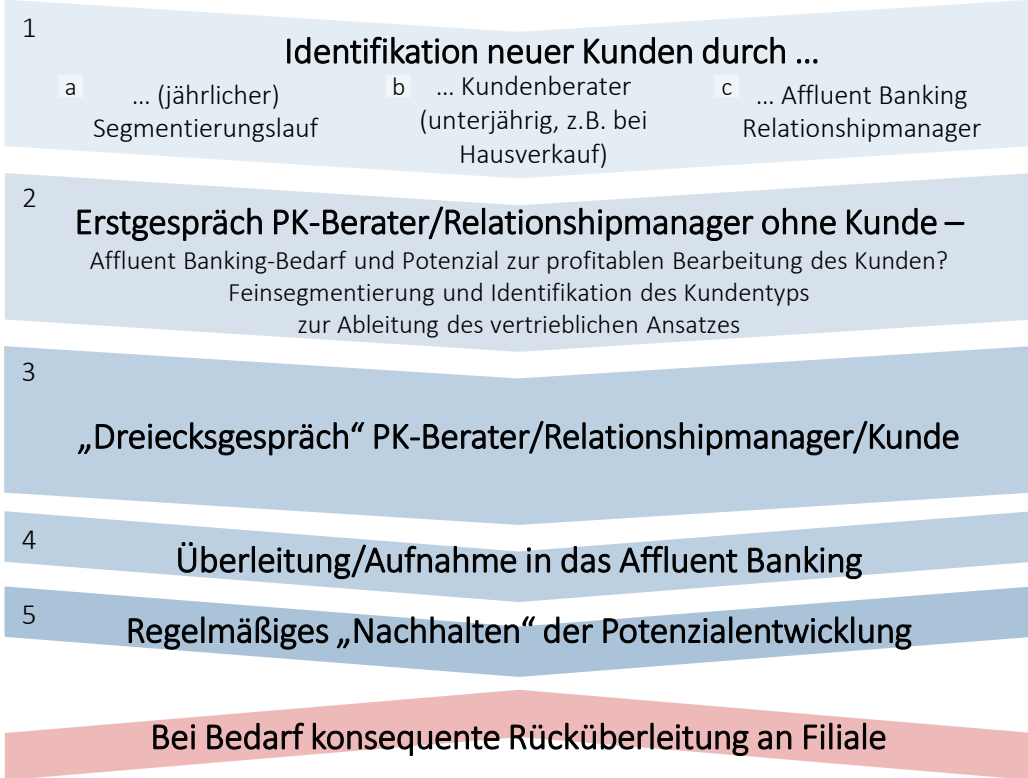 1
Identifikation neuer Kunden durch ...
a
... (jährlicher)
Segmentierungslauf
b
... Kundenberater
(unterjährig, z.B. bei
Hausverkauf)
c
... Affluent Banking
Relationshipmanager
2
Erstgespräch PK-Berater/Relationshipmanager ohne Kunde –
Affluent Banking-Bedarf und Potenzial zur profitablen Bearbeitung des Kunden?
Feinsegmentierung und Identifikation des Kundentyps
zur Ableitung des vertrieblichen Ansatzes
3
„Dreiecksgespräch“ PK-Berater/Relationshipmanager/Kunde
4
Überleitung/Aufnahme in das Affluent Banking
5
Regelmäßiges „Nachhalten“ der Potenzialentwicklung
Bei Bedarf konsequente Rücküberleitung an Filiale